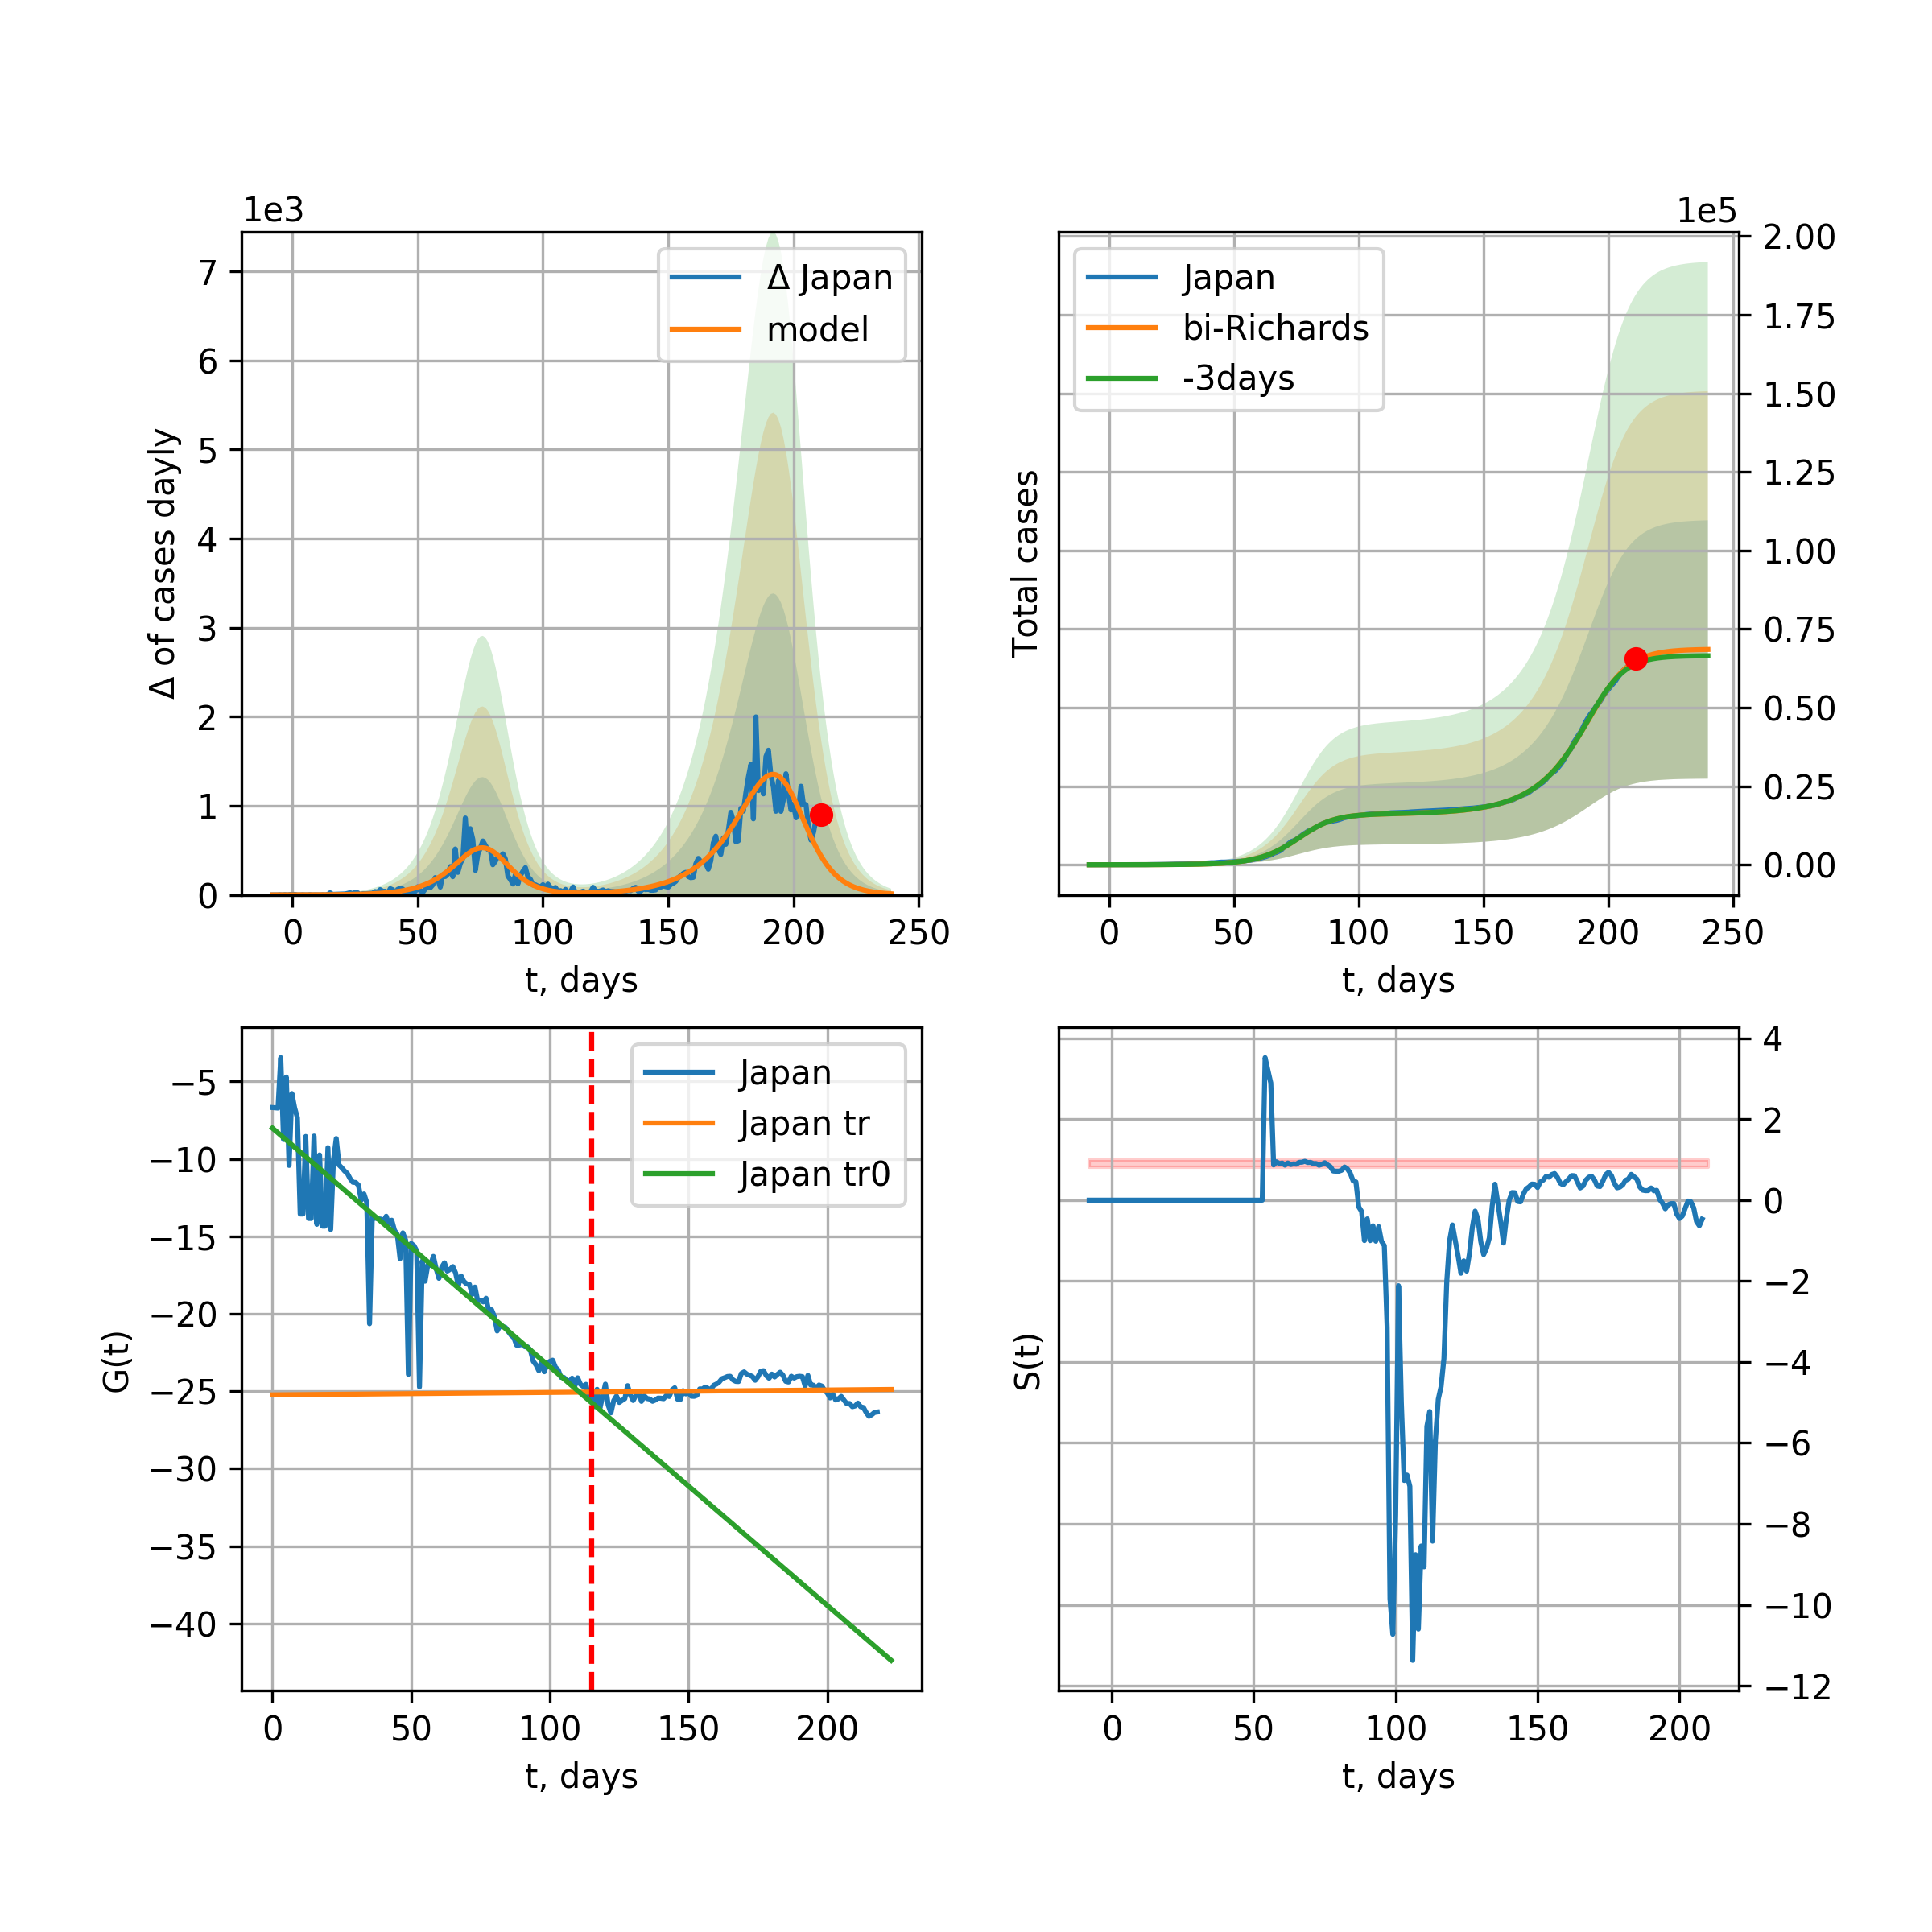 1e3
Δ of cases dayly
7
6
5
4
3
2
1
0
Δ Japan
model
0 50 100 150 200 250
t, days
1e5
Total cases
Japan
bi-Richards
-3days
2.00
1.75
1.50
1.25
1.00
0.75
0.50
0.25
0.00
0 50 100 150 200 250
t, days
G(t)
−5
−10
−15
−20
−25
−30
−35
−40
Japan
Japan tr
Japan tr0
0 50 100 150 200
t, days
S(t)
4
2
0
−2
−4
−6
−8
−10
−12
0 50 100 150 200
t, days